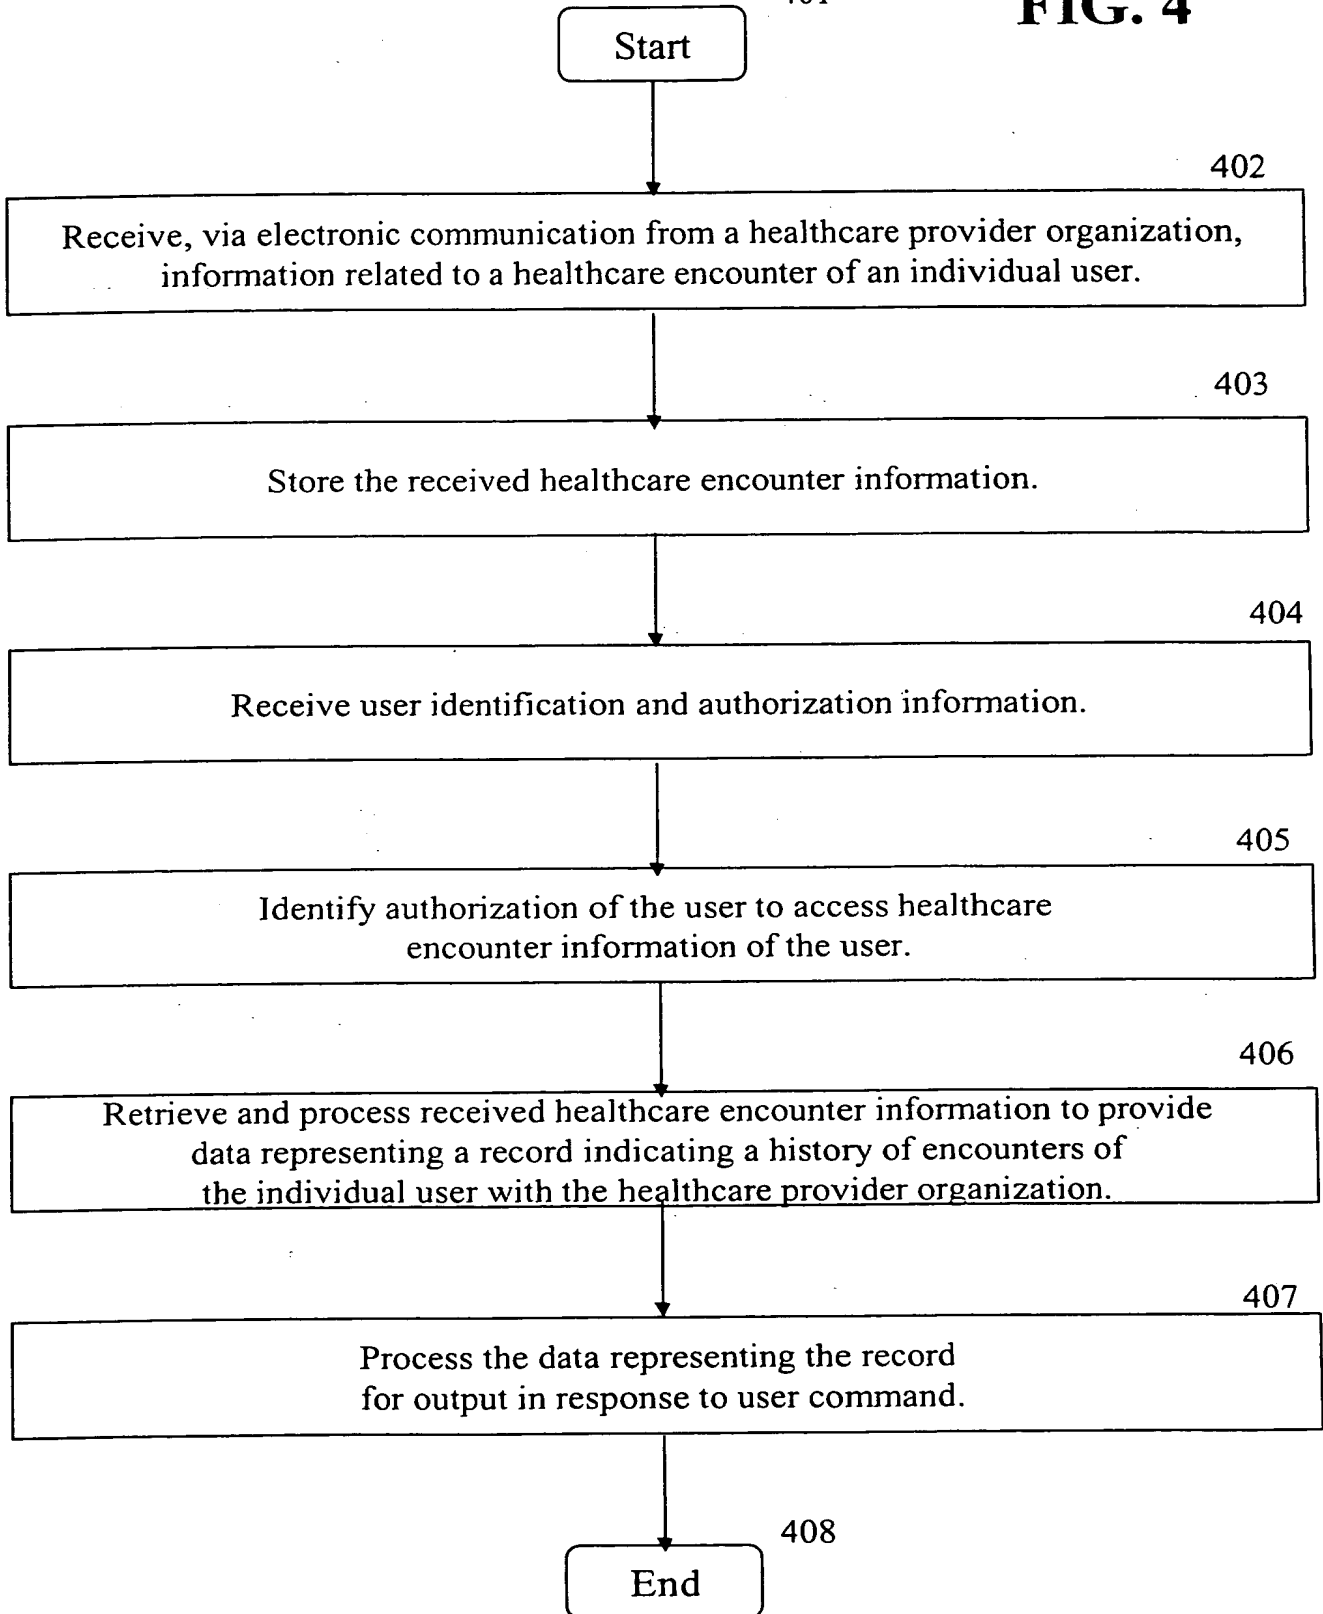 FIG. 4
401
Start
402
Receive, via electronic communication from a healthcare provider organization,
information related to a healthcare encounter of an individual user.
403
Store the received healthcare encounter information.
404
Receive user identification and authorization information.
405
Identify authorization of the user to access healthcare
encounter information of the user.
406
Retrieve and process received healthcare encounter information to provide
data representing a record indicating a history of encounters of
the individual user with the healthcare provider organization.
407
Process the data representing the record
for output in response to user command.
408
End